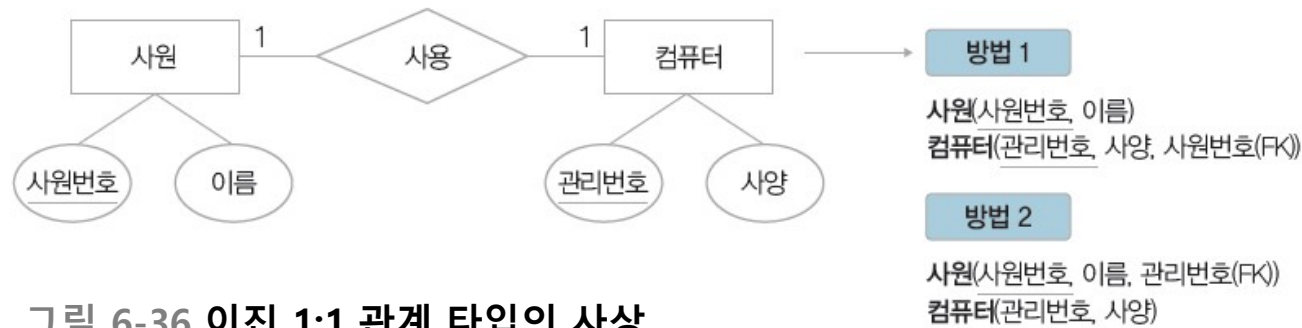 사원
1
사용
1
컴퓨터
사원번호
이름
관리번호
사양
방법 1
사원(사원번호, 이름)
컴퓨터(관리번호, 사양, 사원번호(FK))
방법 2
사원(사원번호, 이름, 관리번호(FK))
컴퓨터(관리번호, 사양)
그림 6-36 이진 1:1 관계 타입의 사상